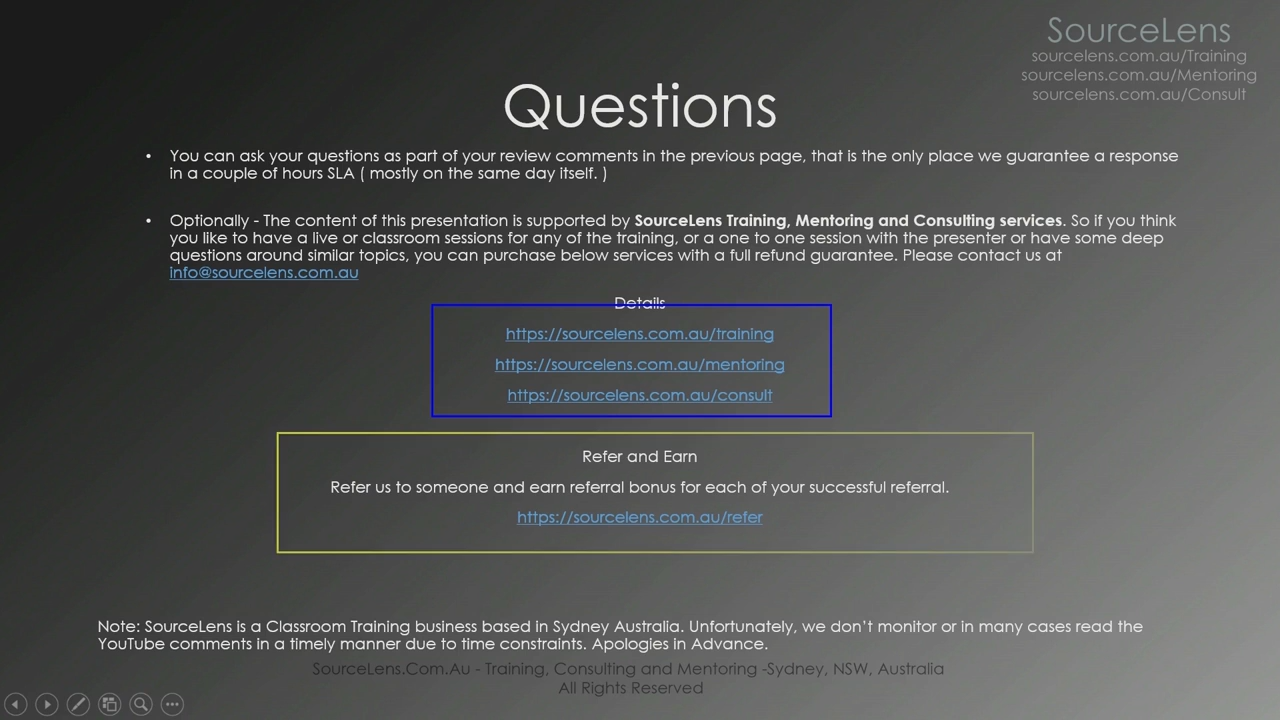 SourceLens
sourcelens.com.au/Training
sourcelens.com.au/Mentoring
sourcelens.com.au/Consult
Questions
• You can ask your questions as part of your review comments in the previous page, that is the only place we guarantee a response
in a couple of hours SLA ( mostly on the same day itself. )
• Optionally - The content of this presentation is supported by SourceLens Training, Mentoring and Consulting services. So if you think
you like to have a live or classroom sessions for any of the training, or a one to one session with the presenter or have some deep
questions around similar topics, you can purchase below services with a full refund guarantee. Please contact us at
info@sourcelens.com.au
Details
https://sourcelens.com.au/training
https://sourcelens.com.au/mentoring
https://sourcelens.com.au/consult
Refer and Earn
Refer us to someone and earn referral bonus for each of your successful referral.
https://sourcelens.com.au/refer
Note: SourceLens is a Classroom Training business based in Sydney Australia. Unfortunately, we don't monitor or in many cases read the
YouTube comments in a timely manner due to time constraints. Apologies in Advance.
SourceLens.Com.Au - Training, Consulting and Mentoring -Sydney, NSW, Australia
All Rights Reserved